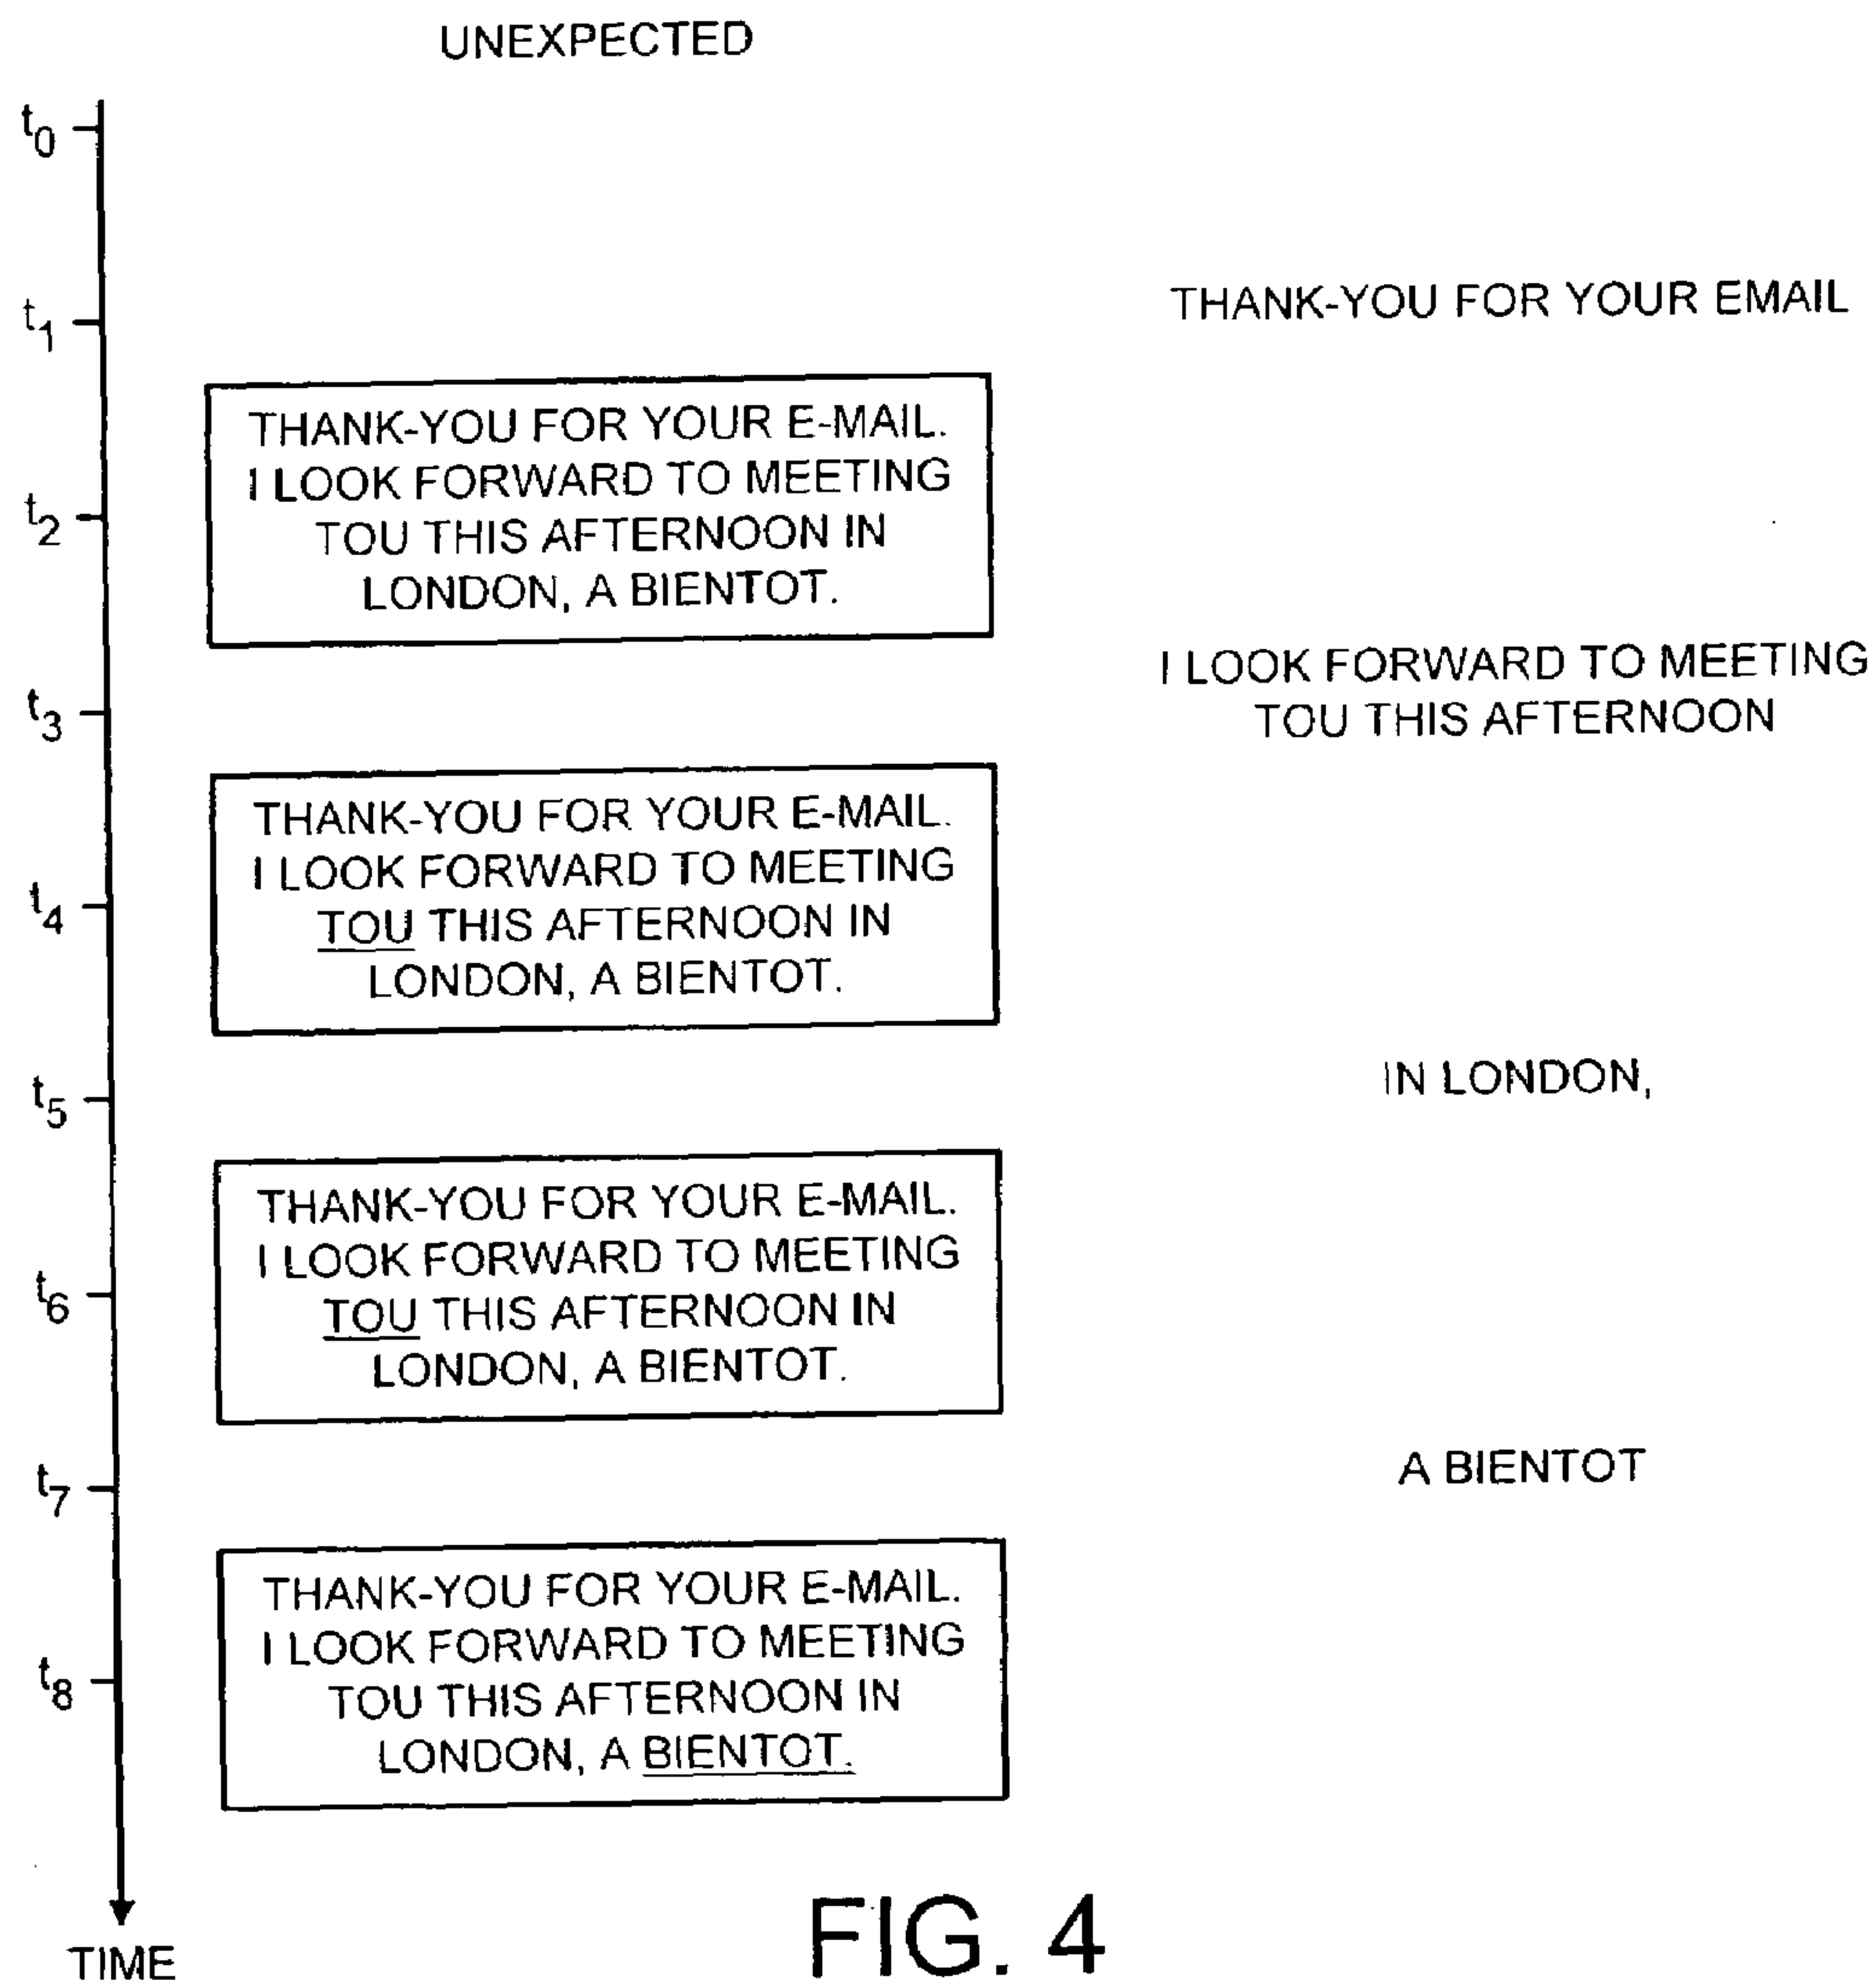 UNEXPECTED
t0
t1
THANK-YOU FOR YOUR EMAIL
THANK-YOU FOR YOUR E-MAIL.
I LOOK FORWARD TO MEETING
TOU THIS AFTERNOON IN
LONDON, A BIENTOT.
t2
I LOOK FORWARD TO MEETING
TOU THIS AFTERNOON
t3
THANK-YOU FOR YOUR E-MAIL.
I LOOK FORWARD TO MEETING
TOU THIS AFTERNOON IN
LONDON, A BIENTOT.
t4
IN LONDON,
t5
THANK-YOU FOR YOUR E-MAIL.
I LOOK FORWARD TO MEETING
TOU THIS AFTERNOON IN
LONDON, A BIENTOT.
t6
A BIENTOT
t7
THANK-YOU FOR YOUR E-MAIL.
I LOOK FORWARD TO MEETING
TOU THIS AFTERNOON IN
LONDON, A BIENTOT.
t8
TIME
FIG. 4